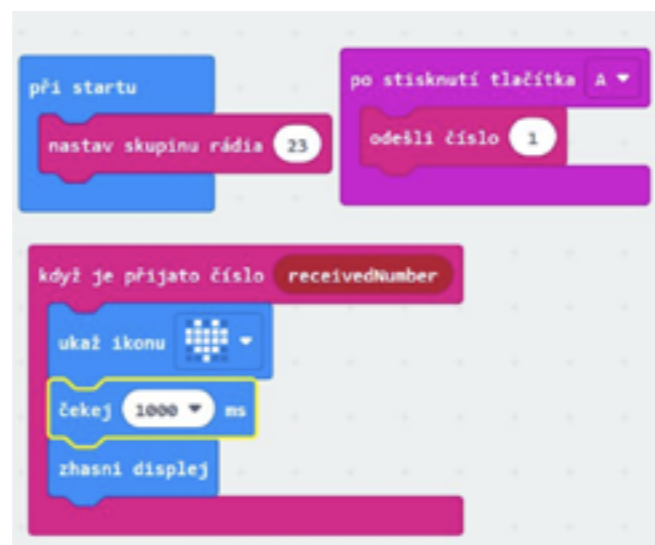 při startu
nastav skupinu rádia 23
po stisknutí tlačítka A
odešli číslo 1
když je přijato číslo receivedNumber
ukaž ikonu
čekej 1000 ms
zhasni displej